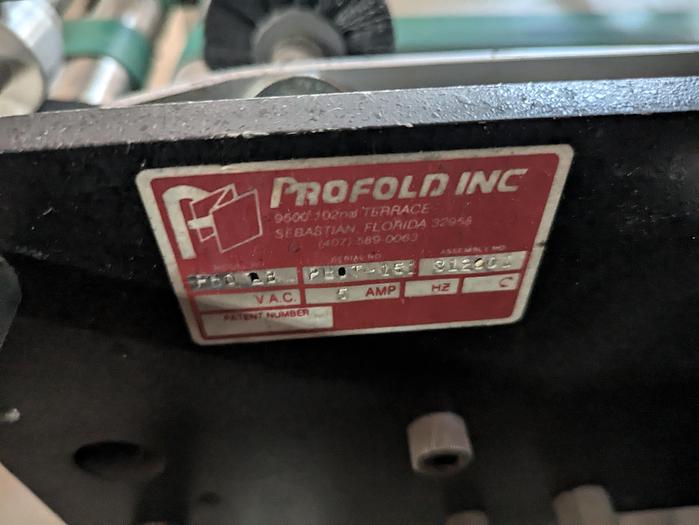 PROFOLD INC
9500 102nd TERRACE
SEBASTIAN, FLORIDA 32958
(407) 589-0063
SERIAL NO. ASSEMBLY NO.
V.A.C. 5 AMP HZ C
PATENT NUMBER